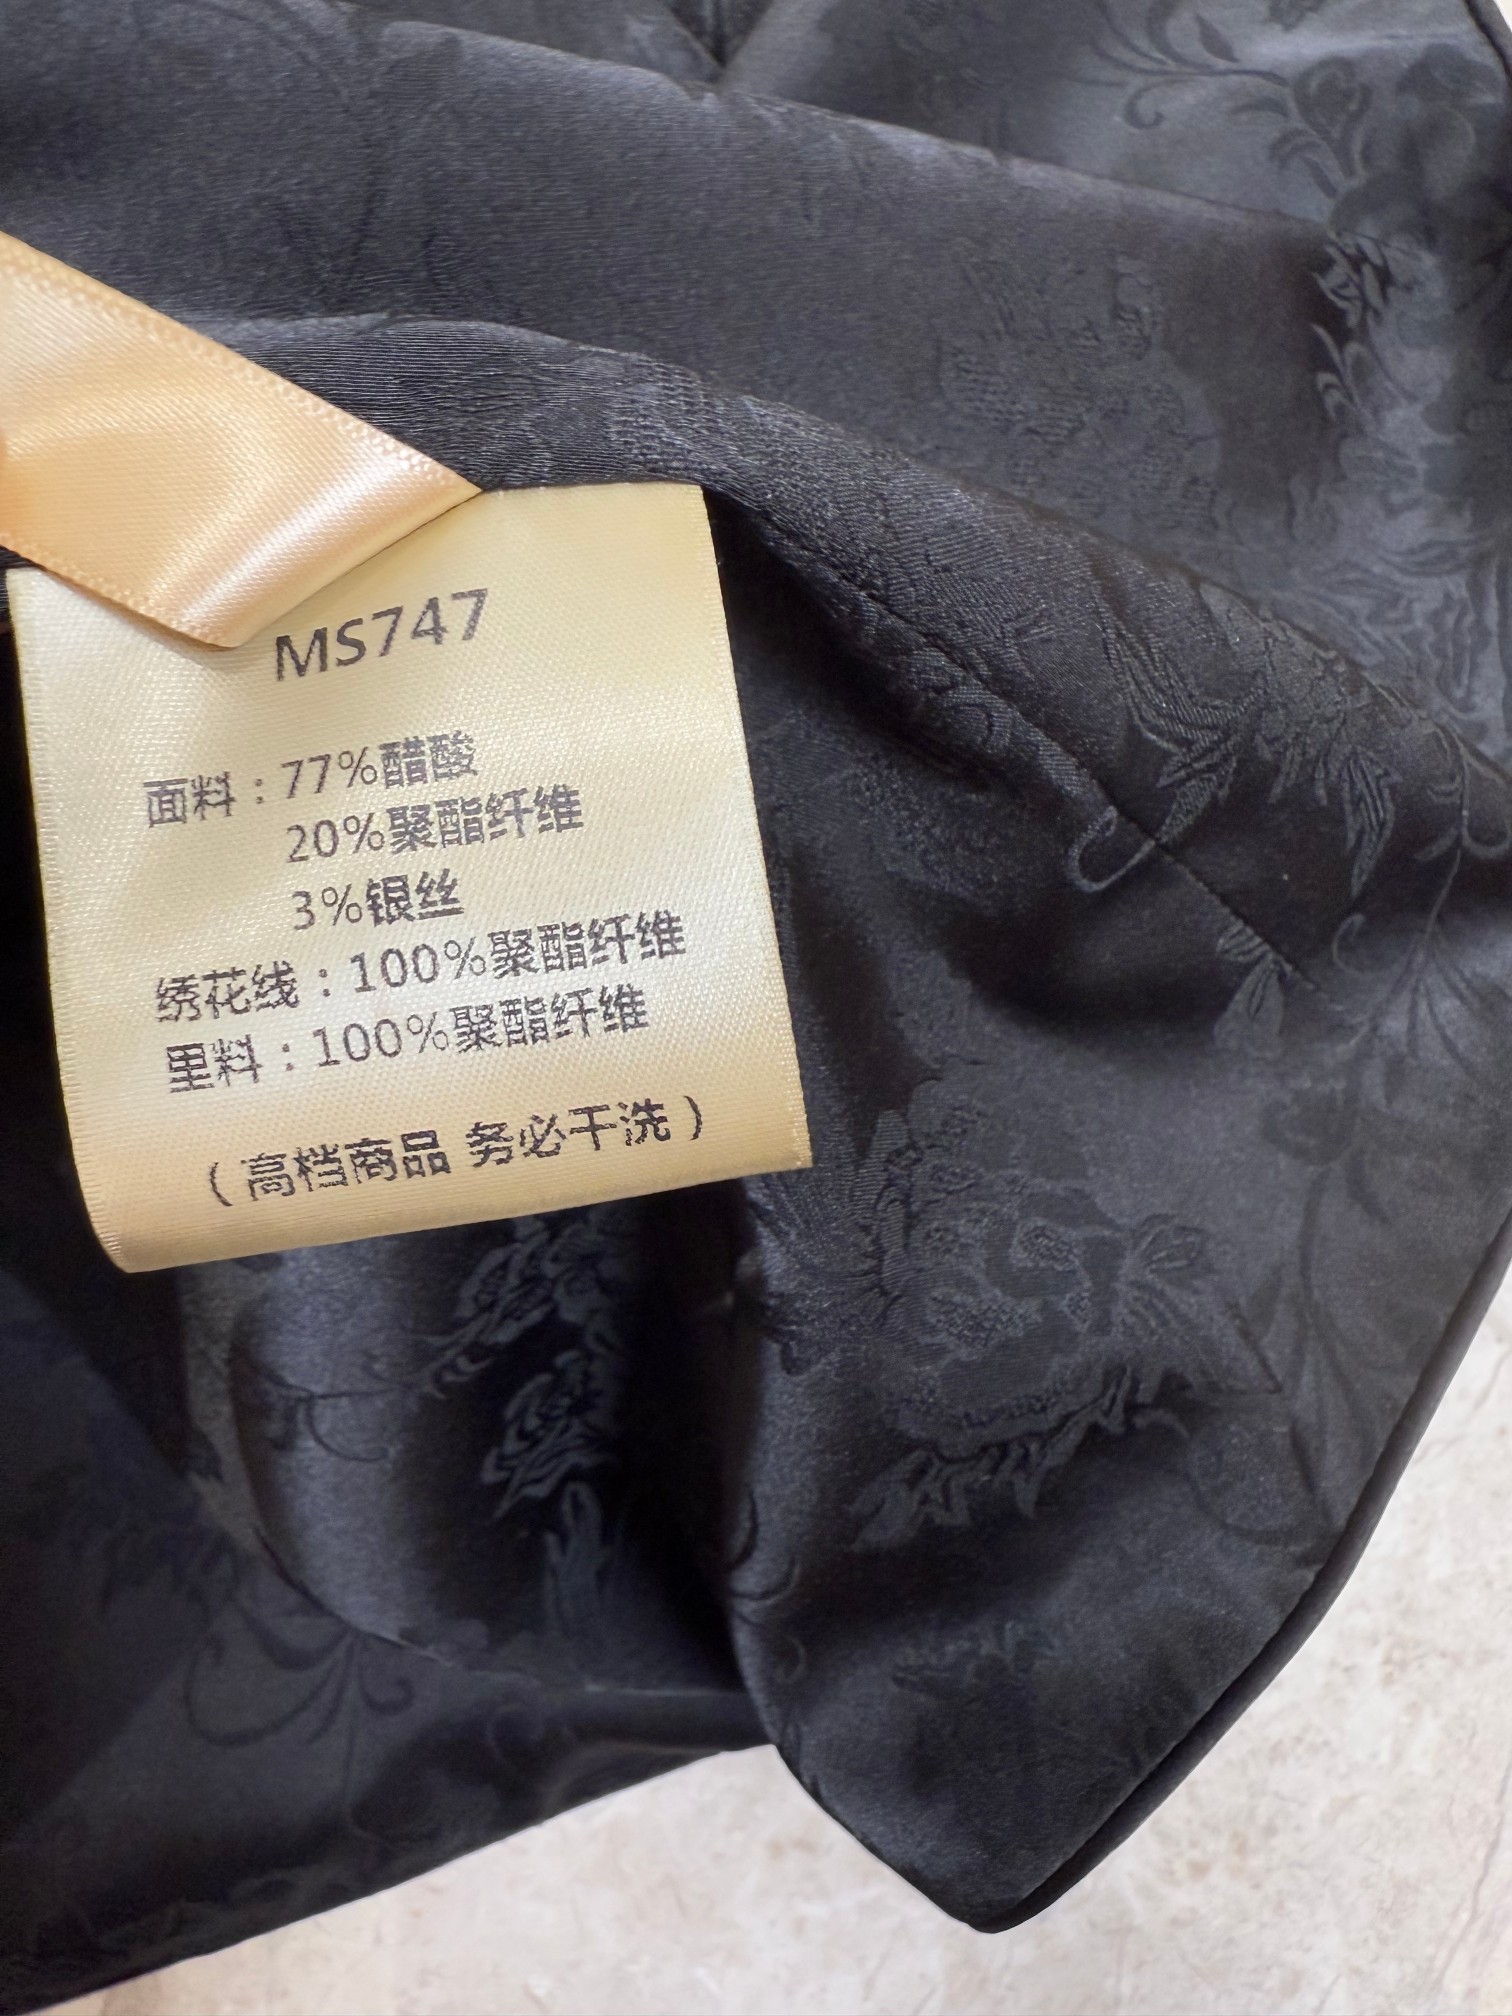 MS747
面料：77%醋酸
20%聚酯纤维
3%银丝
绣花线：100%聚酯纤维
里料：100%聚酯纤维
（高档商品 务必干洗）